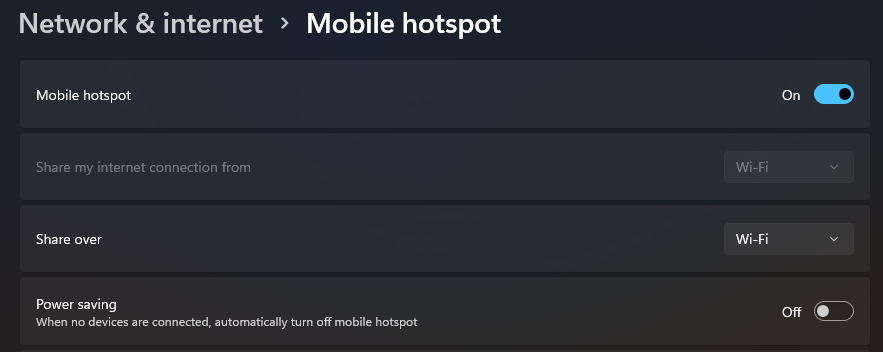 Network & internet > Mobile hotspot
Mobile hotspot On
Share my internet connection from Wi-Fi
Share over Wi-Fi
Power saving
When no devices are connected, automatically turn off mobile hotspot Off